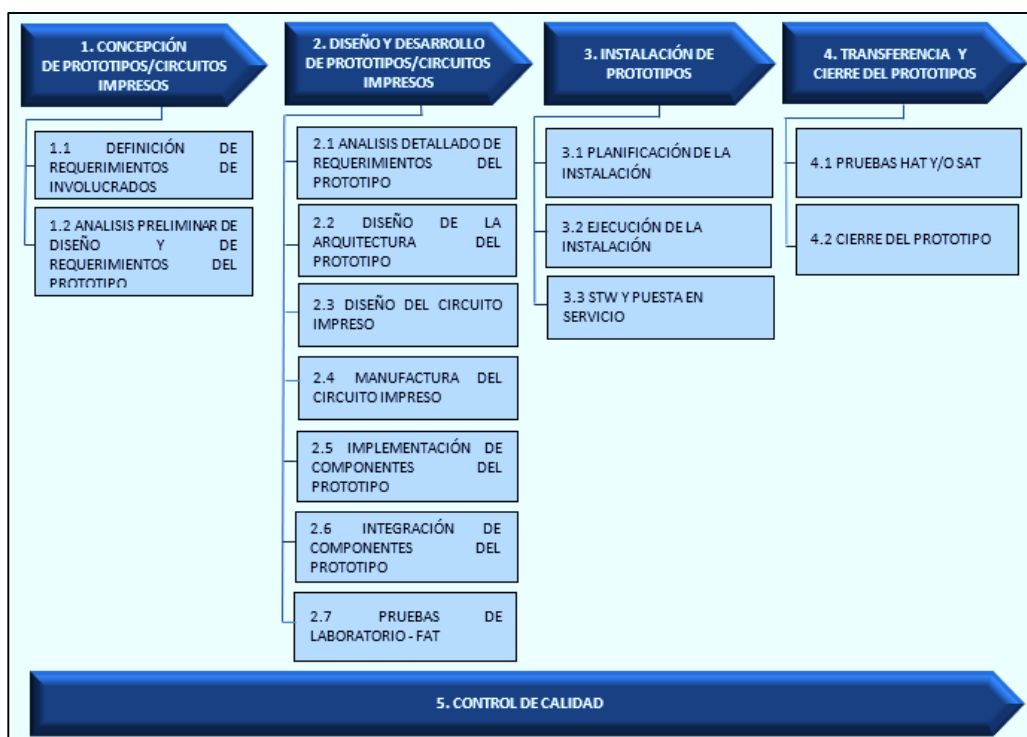 1. CONCEPCIÓN
DE PROTOTIPOS/CIRCUITOS
IMPRESOS
1.1 DEFINICIÓN DE
REQUERIMIENTOS DE
INVOLUCRADOS
1.2 ANALISIS PRELIMINAR DE
DISEÑO Y DE
REQUERIMIENTOS DEL
PROTOTIPO
2. DISEÑO Y DESARROLLO
DE PROTOTIPOS/CIRCUITOS
IMPRESOS
2.1 ANALISIS DETALLADO DE
REQUERIMIENTOS DEL
PROTOTIPO
2.2 DISEÑO DE LA
ARQUITECTURA DEL
PROTOTIPO
2.3 DISEÑO DEL CIRCUITO
IMPRESO
2.4 MANUFACTURA DEL
CIRCUITO IMPRESO
2.5 IMPLEMENTACIÓN DE
COMPONENTES DEL
PROTOTIPO
2.6 INTEGRACIÓN DE
COMPONENTES DEL
PROTOTIPO
2.7 PRUEBAS DE
LABORATORIO - FAT
3. INSTALACIÓN DE
PROTOTIPOS
3.1 PLANIFICACIÓN DE LA
INSTALACIÓN
3.2 EJECUCIÓN DE LA
INSTALACIÓN
3.3 STW Y PUESTA EN
SERVICIO
4. TRANSFERENCIA Y
CIERRE DEL PROTOTIPOS
4.1 PRUEBAS HAT Y/O SAT
4.2 CIERRE DEL PROTOTIPO
5. CONTROL DE CALIDAD